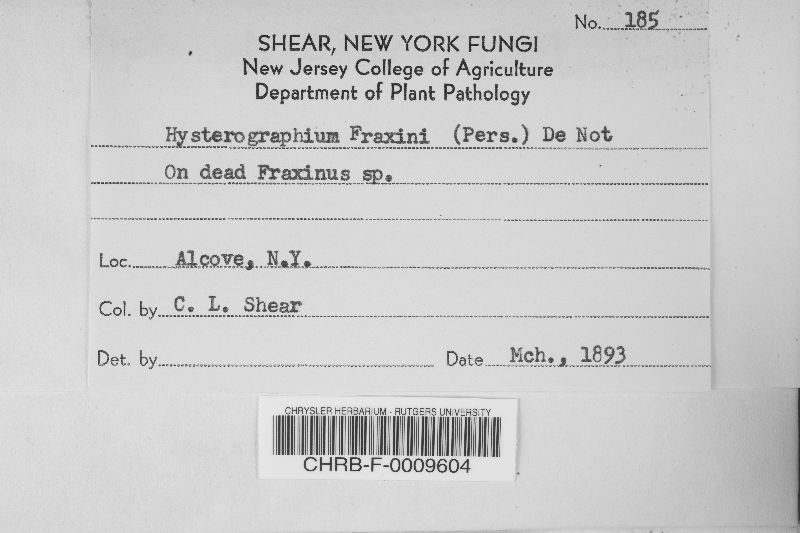 No. 185
SHEAR, NEW YORK FUNGI
New Jersey College of Agriculture
Department of Plant Pathology
Hysterographium Fraxini (Pers.) De Not
On dead Fraxinus sp.
Loc. Alcove, N.Y.
Col. by C. L. Shear
Det. by Date Mch., 1893
CHRYSLER HERBARIUM - RUTGERS UNIVERSITY
CHRB-F-0009604